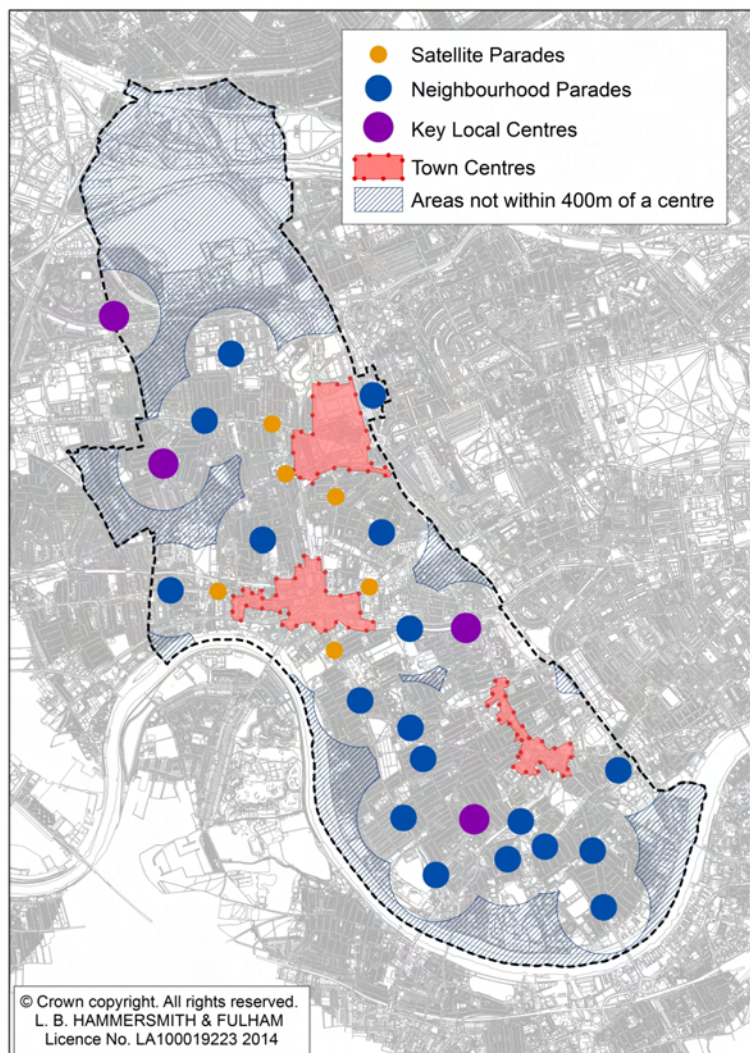 Satellite Parades
Neighbourhood Parades
Key Local Centres
Town Centres
Areas not within 400m of a centre
© Crown copyright. All rights reserved.
L. B. HAMMERSMITH & FULHAM
Licence No. LA100019223 2014